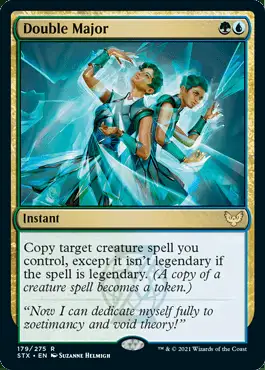 Double Major
Instant
Copy target creature spell you
control, except it isn't legendary if
the spell is legendary. (A copy of a
creature spell becomes a token.)
"Now I can dedicate myself fully to
zoetimancy and void theory!"
179/275 R
STX • EN SUZANNE HELMIGH
™ & © 2021 Wizards of the Coast